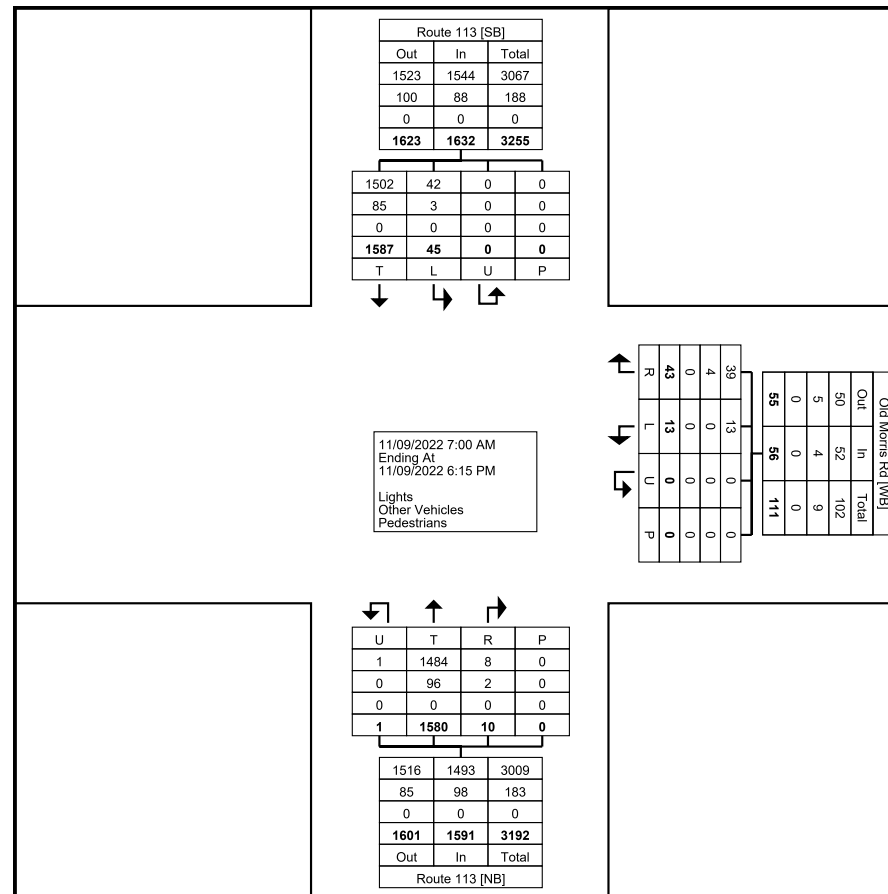 Route 113 [SB]
Out In Total
1523 1544 3067
100 88 188
0 0 0
1623 1632 3255
1502 42 0 0
85 3 0 0
0 0 0 0
1587 45 0 0
T L U P
Old Morris Rd [WB]
Out In Total
50 52 102
5 4 9
0 0 0
55 56 111
39 13 0 0
4 0 0 0
0 0 0 0
43 13 0 0
R L U P
11/09/2022 7:00 AM
Ending At
11/09/2022 6:15 PM
Lights
Other Vehicles
Pedestrians
U T R P
1 1484 8 0
0 96 2 0
0 0 0 0
1 1580 10 0
1516 1493 3009
85 98 183
0 0 0
1601 1591 3192
Out In Total
Route 113 [NB]